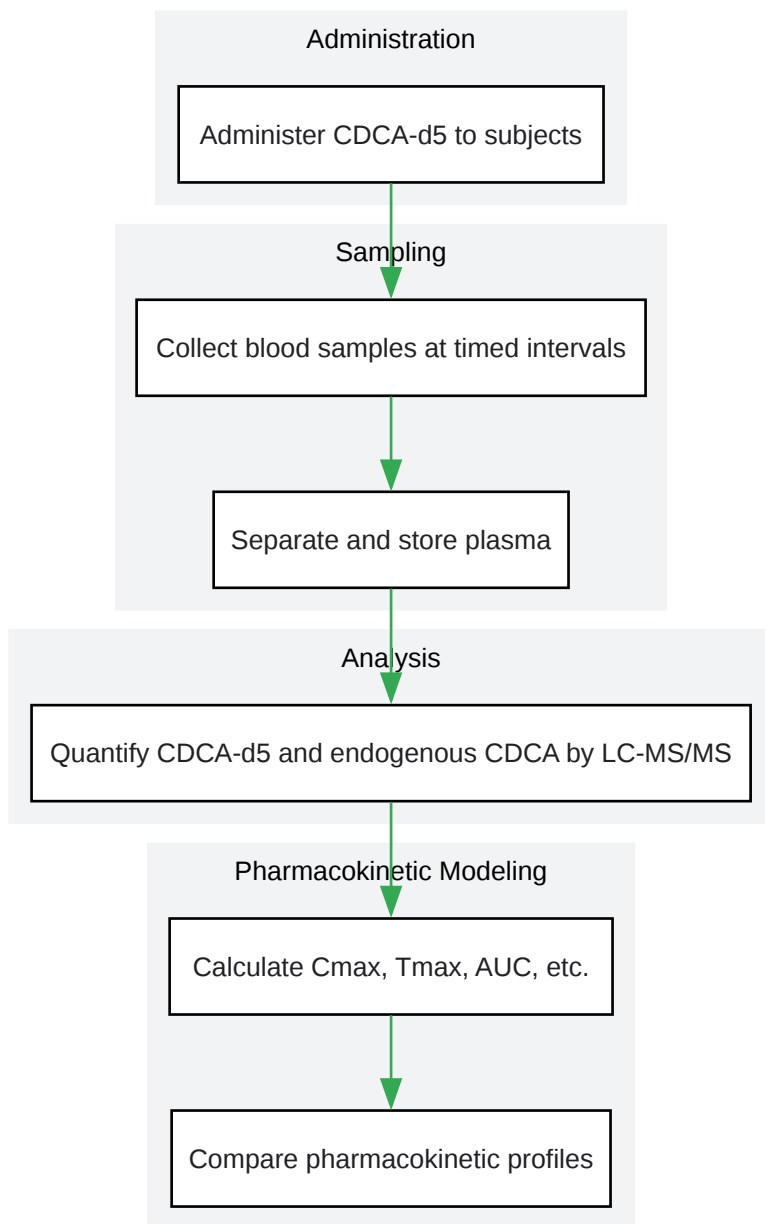 Administration
Administer CDCA-d5 to subjects
Sampling
Collect blood samples at timed intervals
Separate and store plasma
Analysis
Quantify CDCA-d5 and endogenous CDCA by LC-MS/MS
Pharmacokinetic Modeling
Calculate Cmax, Tmax, AUC, etc.
Compare pharmacokinetic profiles